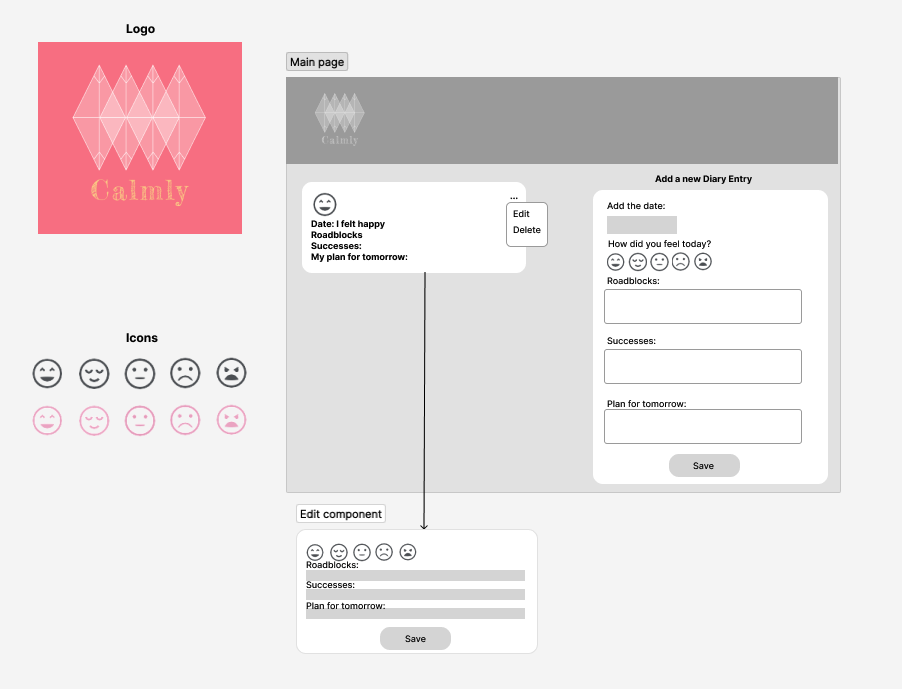 Logo
Calmly
Icons
Main page
Calmly
Date: I felt happy
Roadblocks
Successes:
My plan for tomorrow:
...
Edit
Delete
Add a new Diary Entry
Add the date:
How did you feel today?
Roadblocks:
Successes:
Plan for tomorrow:
Save
Edit component
Roadblocks:
Successes:
Plan for tomorrow:
Save